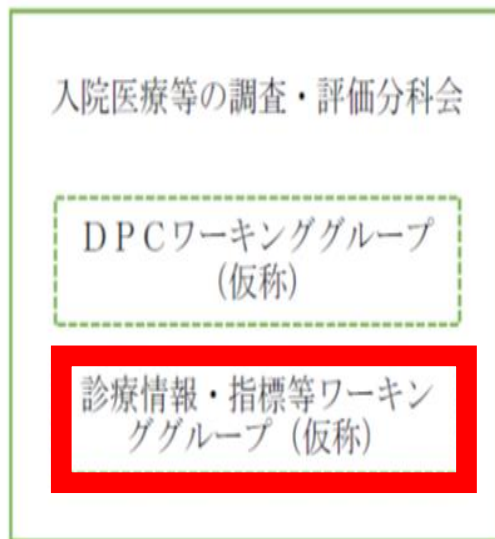 入院医療等の調査・評価分科会
ＤＰＣワーキンググループ
（仮称）
診療情報・指標等ワーキン
ググループ（仮称）